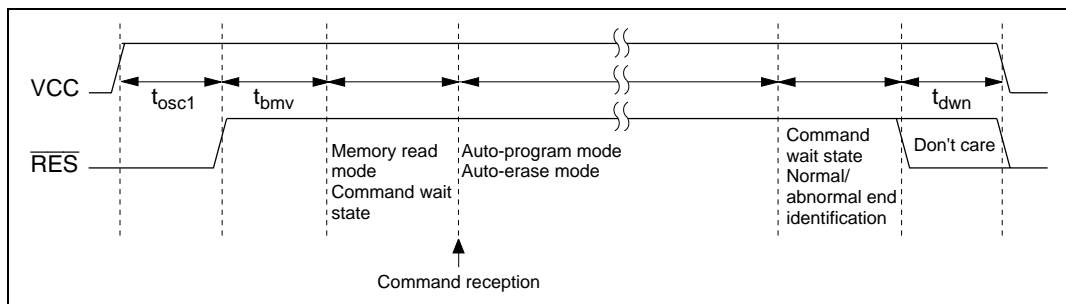 VCC
tosc1
tbmv
tdwn
RES
Memory read
mode
Command wait
state
Auto-program mode
Auto-erase mode
Command
wait state
Normal/
abnormal end
identification
Don't care
Command reception